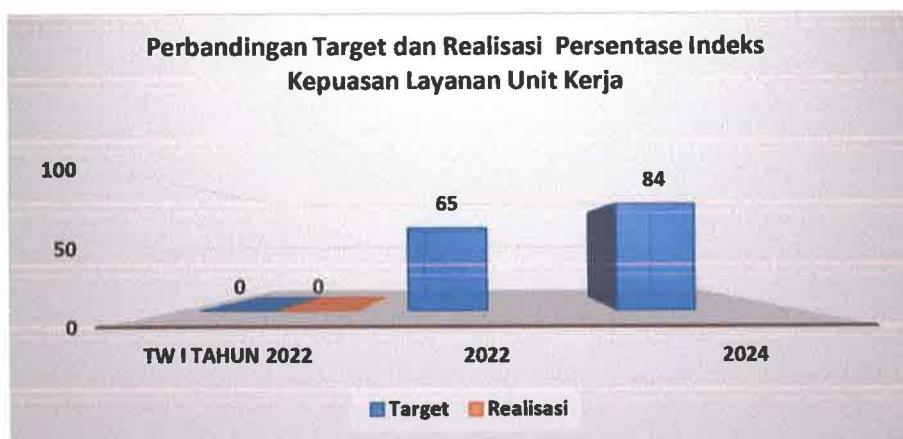 Perbandingan Target dan Realisasi Persentase Indeks
Kepuasan Layanan Unit Kerja
100
50
0
0 0
65
84
TW I TAHUN 2022
2022
2024
Target
Realisasi